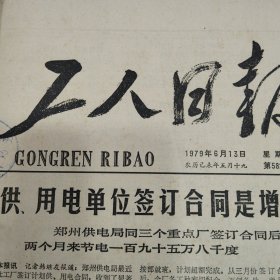 工人日报
1979年6月13日
农历己未年五月十九
GONGREN RIBAO
供、用电单位签订合同是增
郑州供电局同三个重点厂签订合同后
两个月来节电一百九十五万八千度